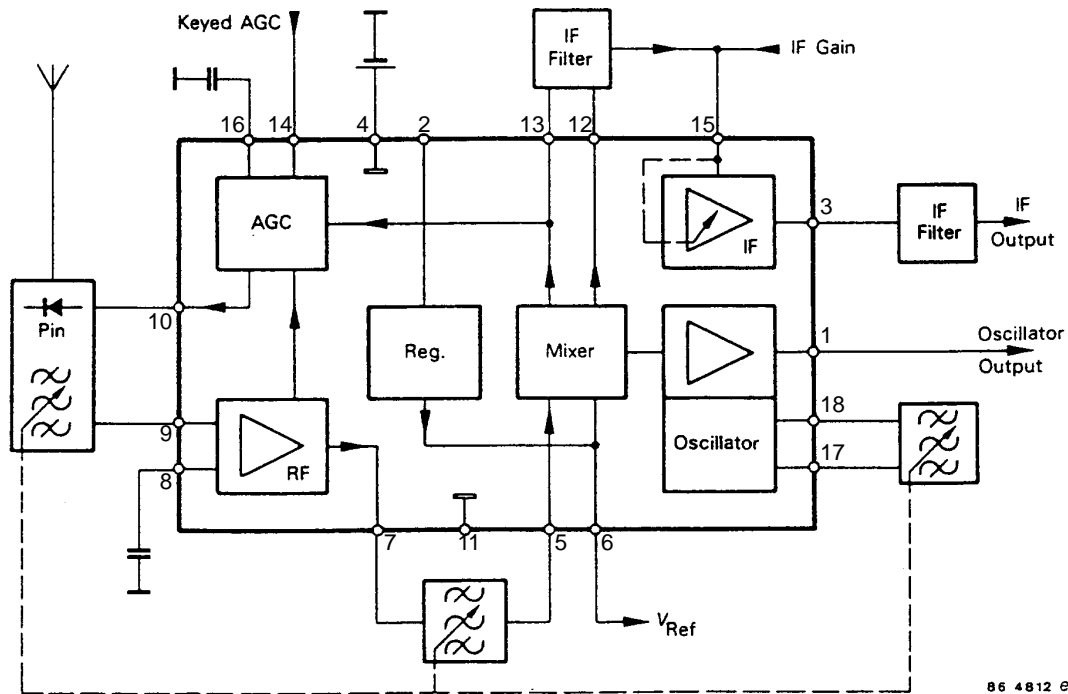 Keyed AGC
IF
Filter
IF Gain
16
14
4
2
13
12
15
AGC
IF
3
IF
Filter
IF
Output
Pin
10
Reg.
Mixer
1
Oscillator
Output
9
RF
8
Oscillator
18
17
7
11
5
6
VRef
86 4812 e